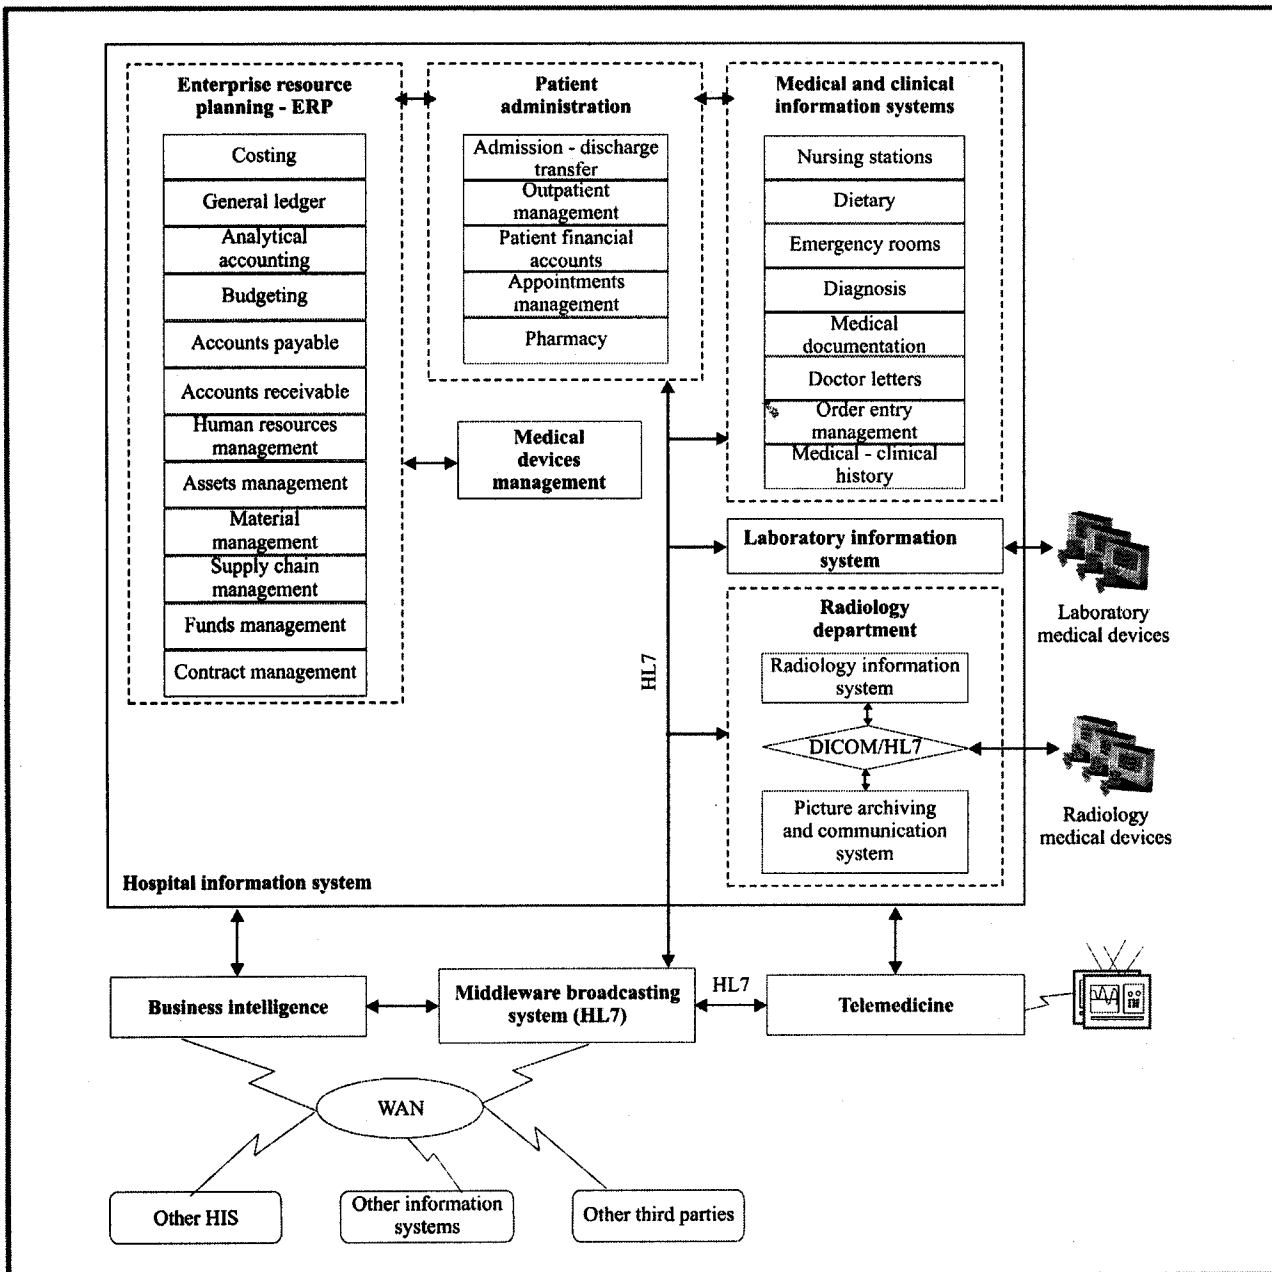 Enterprise resource
planning - ERP
Costing
General ledger
Analytical
accounting
Budgeting
Accounts payable
Accounts receivable
Human resources
management
Assets management
Material
management
Supply chain
management
Funds management
Contract management
Patient
administration
Admission - discharge
transfer
Outpatient
management
Patient financial
accounts
Appointments
management
Pharmacy
Medical and clinical
information systems
Nursing stations
Dietary
Emergency rooms
Diagnosis
Medical
documentation
Doctor letters
Order entry
management
Medical - clinical
history
Medical
devices
management
Laboratory information
system
Laboratory
medical devices
Radiology
department
Radiology information
system
DICOM/HL7
Picture archiving
and communication
system
Radiology
medical devices
HL7
Hospital information system
Business intelligence
Middleware broadcasting
system (HL7)
HL7
Telemedicine
WAN
Other HIS
Other information
systems
Other third parties